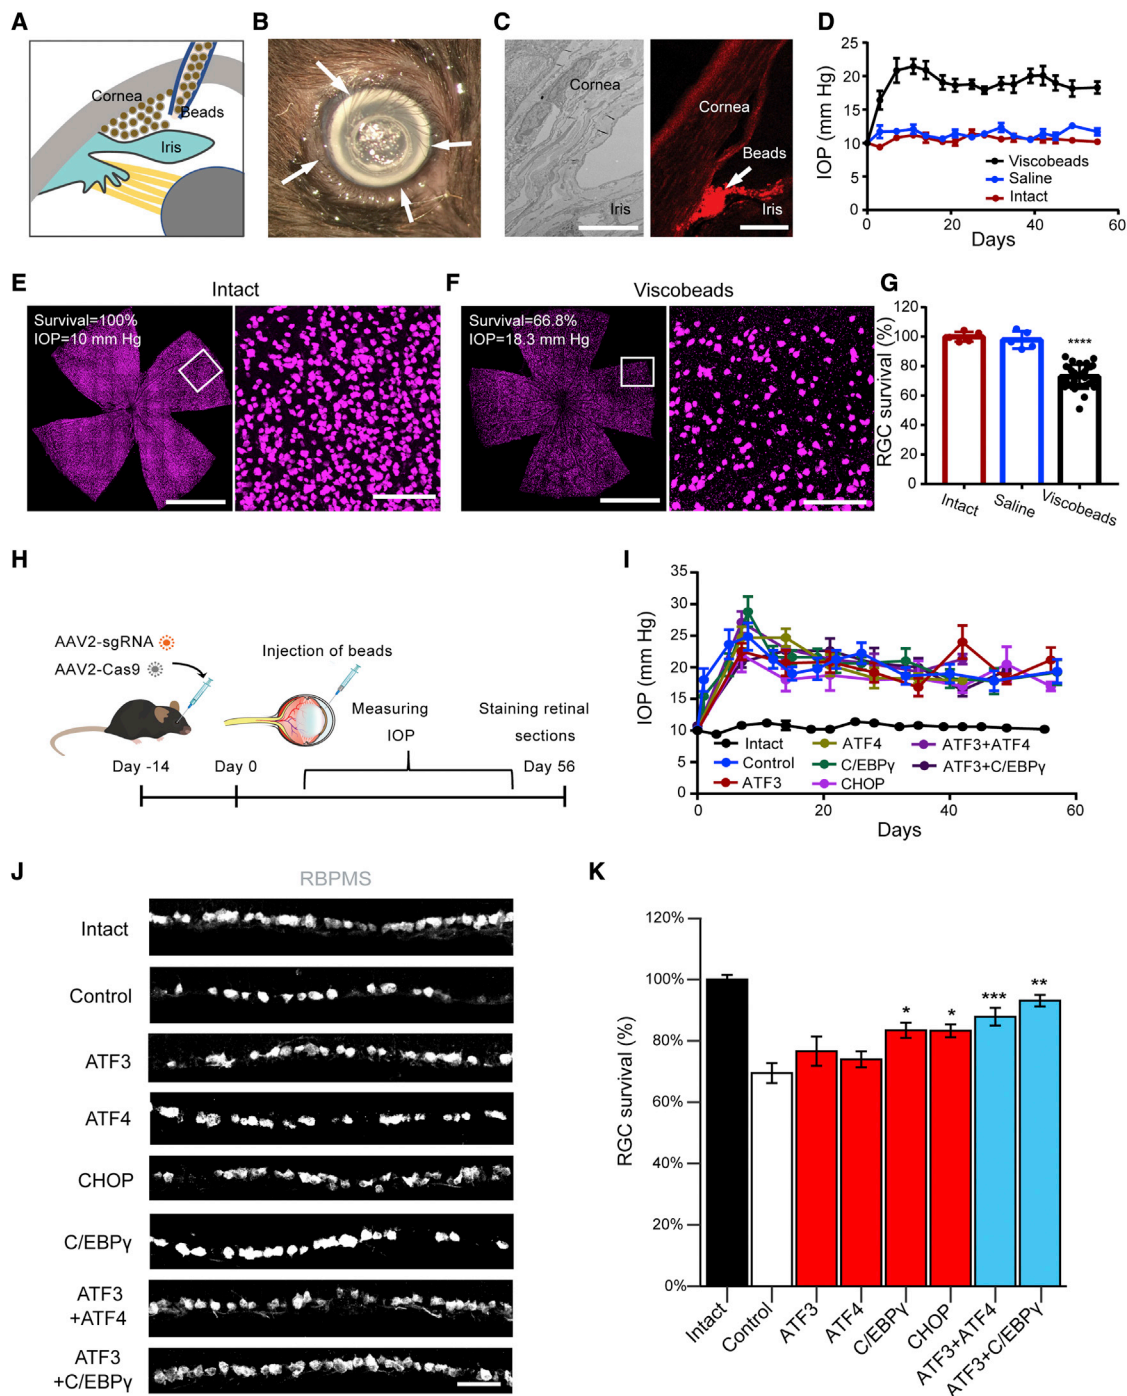 A
Cornea
Beads
Iris
B
C
Cornea
Iris
Cornea
Beads
Iris
D
IOP (mm Hg)
25
20
15
10
5
0
0
20
40
60
Days
Viscobeads
Saline
Intact
E
Intact
Survival=100%
IOP=10 mm Hg
F
Viscobeads
Survival=66.8%
IOP=18.3 mm Hg
G
RGC survival (%)
120
100
80
60
40
20
0
****
Intact
Saline
Viscobeads
H
AAV2-sgRNA
AAV2-Cas9
Injection of beads
Measuring
IOP
Staining retinal
sections
Day -14
Day 0
Day 56
I
IOP (mm Hg)
35
30
25
20
15
10
5
0
0
20
40
60
Days
Intact
Control
ATF3
ATF4
C/EBPγ
CHOP
ATF3+ATF4
ATF3+C/EBPγ
J
RBPMS
Intact
Control
ATF3
ATF4
CHOP
C/EBPγ
ATF3
+ATF4
ATF3
+C/EBPγ
K
RGC survival (%)
120%
100%
80%
60%
40%
20%
0%
*
*
***
**
Intact
Control
ATF3
ATF4
C/EBPγ
CHOP
ATF3+ATF4
ATF3+C/EBPγ